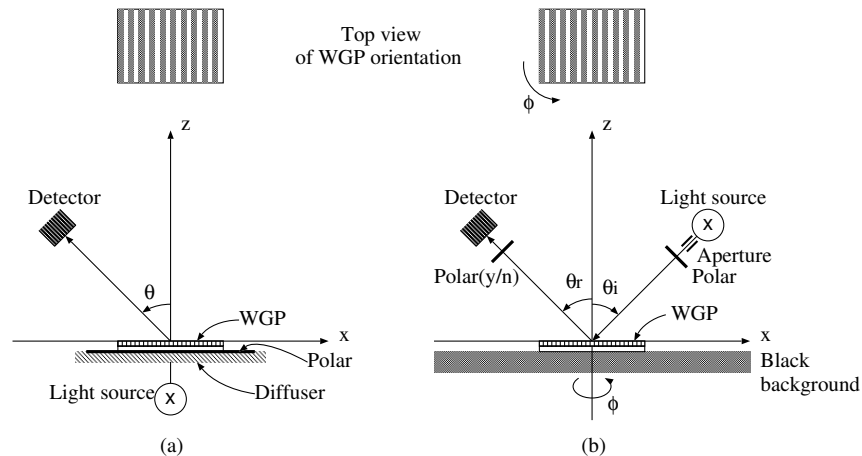 Top view
of WGP orientation
ϕ
z
Detector
θ
WGP
x
Polar
Diffuser
Light source
X
(a)
z
Detector
Light source
X
Aperture
Polar
Polar(y/n)
θr
θi
WGP
x
Black
background
ϕ
(b)